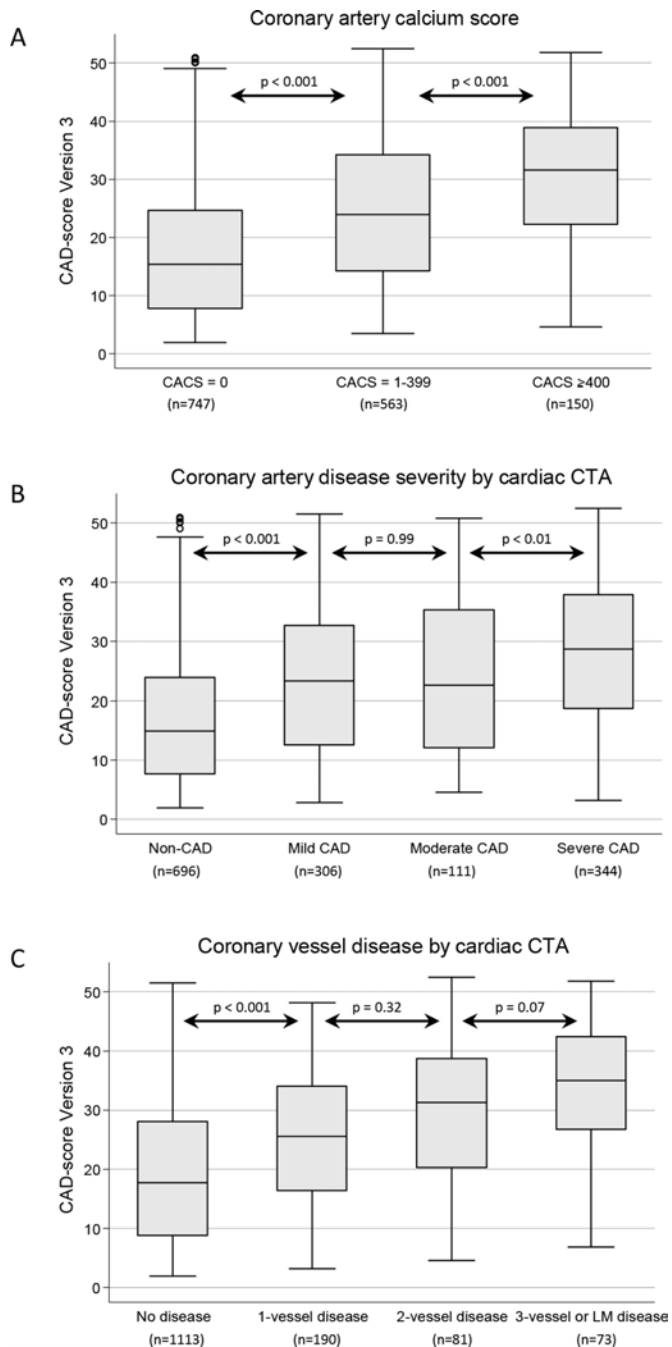 A
Coronary artery calcium score
CAD-score Version 3
50
40
30
20
10
0
p < 0.001
p < 0.001
CACS = 0
CACS = 1-399
CACS ≥400
(n=747)
(n=563)
(n=150)
B
Coronary artery disease severity by cardiac CTA
CAD-score Version 3
50
40
30
20
10
0
p < 0.001
p = 0.99
p < 0.01
Non-CAD
Mild CAD
Moderate CAD
Severe CAD
(n=696)
(n=306)
(n=111)
(n=344)
C
Coronary vessel disease by cardiac CTA
CAD-score Version 3
50
40
30
20
10
0
p < 0.001
p = 0.32
p = 0.07
No disease
1-vessel disease
2-vessel disease
3-vessel or LM disease
(n=1113)
(n=190)
(n=81)
(n=73)